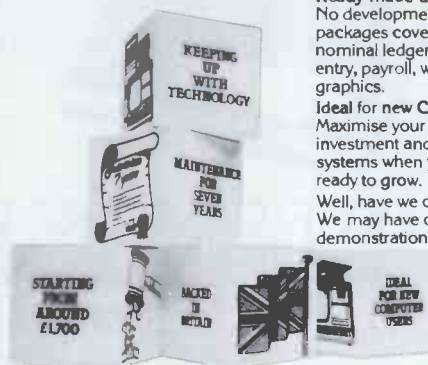 KEEPING
UP
WITH
TECHNOLOGY
MAINTENANCE
FOR
SEVEN
YEARS
STARTING
FROM
AROUND
£1,700
BACKED
IN
BRITAIN
IDEAL
FOR NEW
COMPUTER
USERS
No developme
packages cove
nominal ledger
entry, payroll, w
graphics.
Ideal for new C
Maximise your
investment and
systems when y
ready to grow.
Well, have we c
We may have c
demonstration